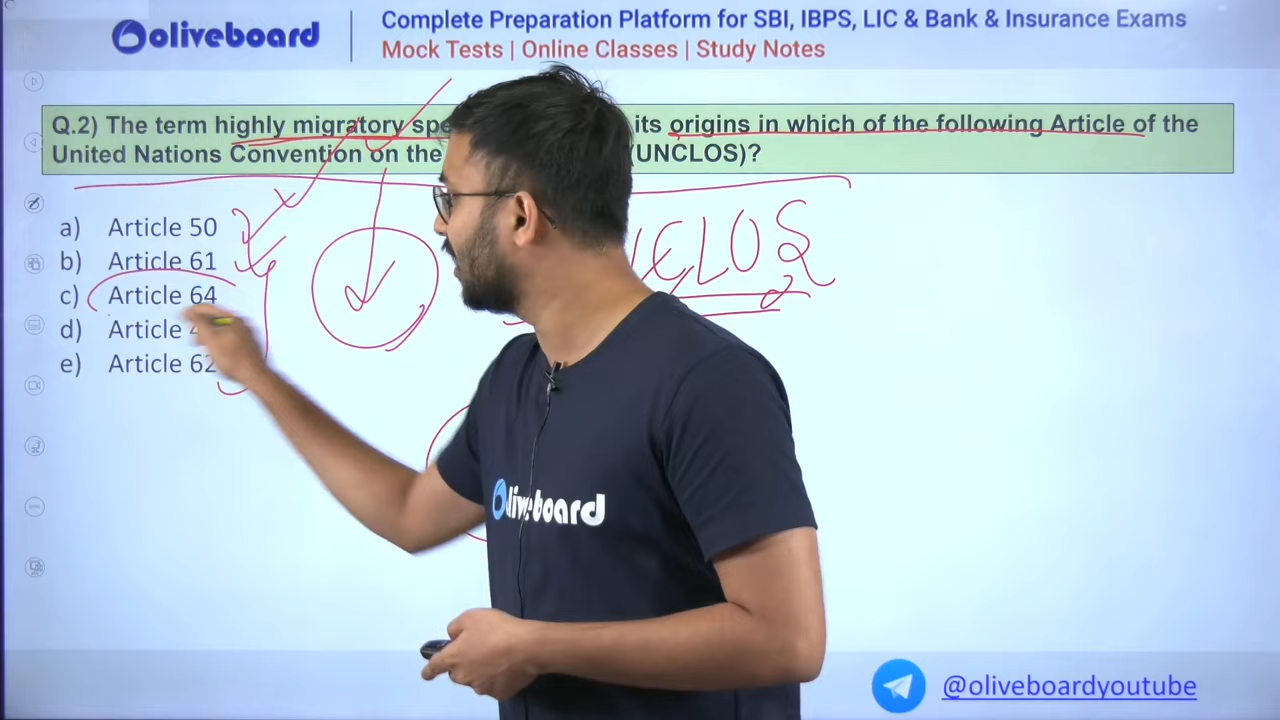 oliveboard
Complete Preparation Platform for SBI, IBPS, LIC & Bank & Insurance Exams
Mock Tests | Online Classes | Study Notes
Q.2) The term highly migratory spe its origins in which of the following Article of the
United Nations Convention on the (UNCLOS)?
a) Article 50
b) Article 61
c) Article 64
d) Article 4
e) Article 62
CLOS
Oliveboard
@oliveboardyoutube